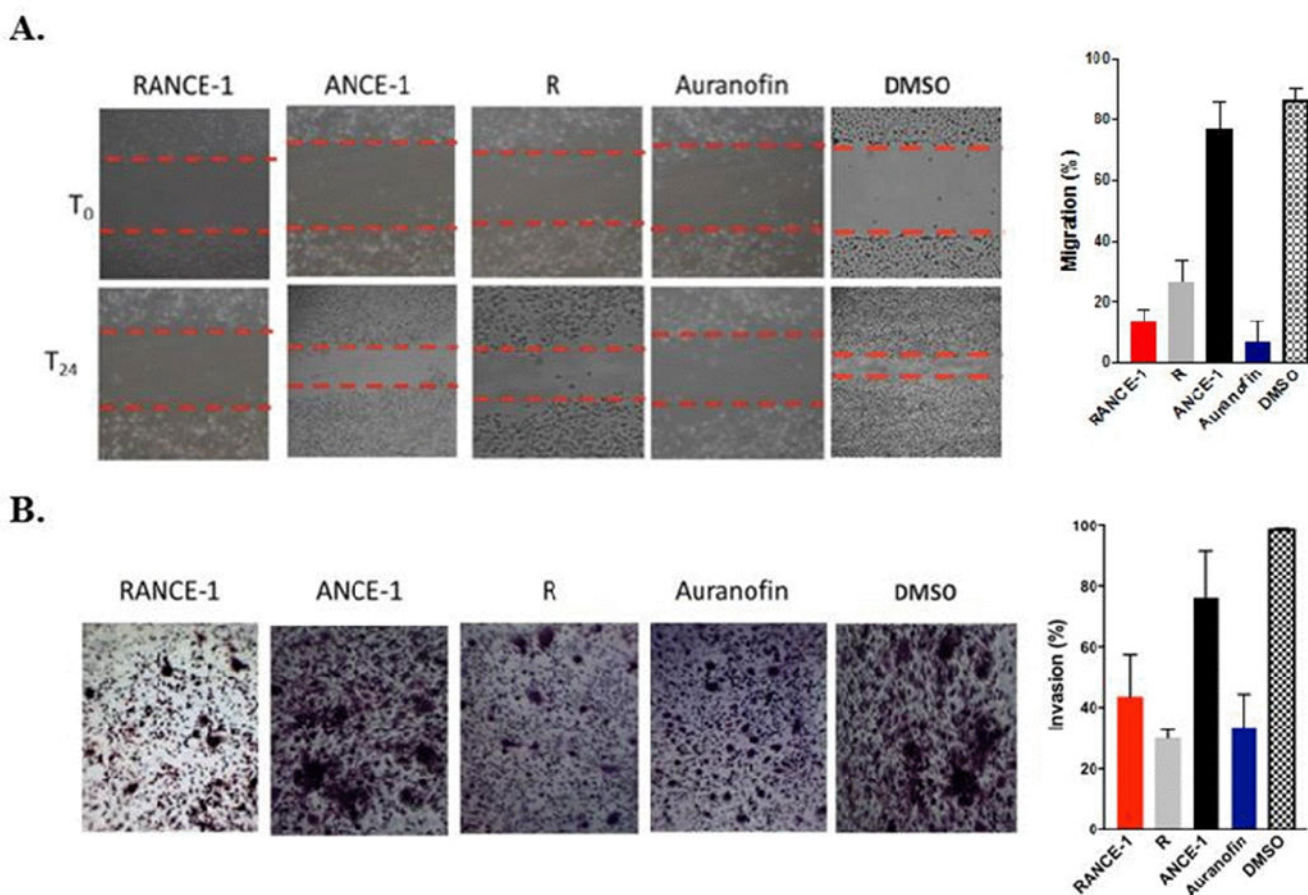 A.
RANCE-1 ANCE-1 R Auranofin DMSO
T0
T24
100
80
60
40
20
0
Migration (%)
RANCE-1 R ANCE-1 Auranofin DMSO
B.
RANCE-1 ANCE-1 R Auranofin DMSO
100
80
60
40
20
0
Invasion (%)
RANCE-1 R ANCE-1 Auranofin DMSO